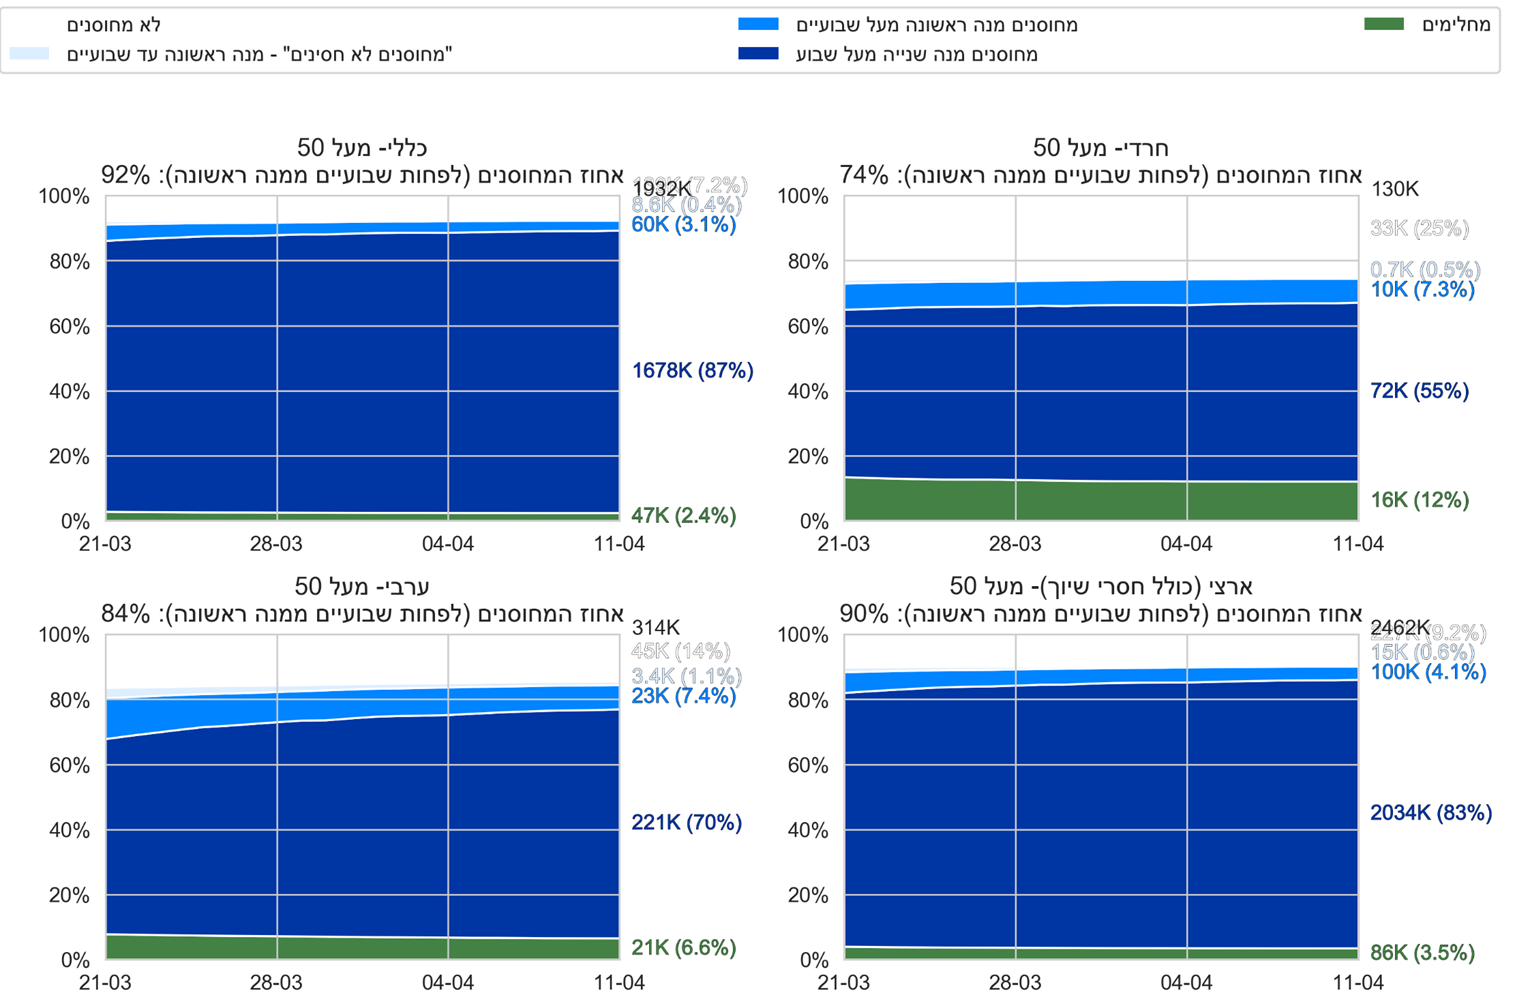 לא מחוסנים
מחוסנים מנה ראשונה מעל שבועיים
מחלימים
"מחוסנים לא חסינים" - מנה ראשונה עד שבועיים
מחוסנים מנה שנייה מעל שבוע
כללי- מעל 50
אחוז המחוסנים (לפחות שבועיים ממנה ראשונה): 92%
100%
80%
60%
40%
20%
0%
21-03
28-03
04-04
11-04
1932K
(7.2%)
8.6K (0.4%)
60K (3.1%)
1678K (87%)
47K (2.4%)
חרדי- מעל 50
אחוז המחוסנים (לפחות שבועיים ממנה ראשונה): 74%
100%
80%
60%
40%
20%
0%
21-03
28-03
04-04
11-04
130K
33K (25%)
0.7K (0.5%)
10K (7.3%)
72K (55%)
16K (12%)
ערבי- מעל 50
אחוז המחוסנים (לפחות שבועיים ממנה ראשונה): 84%
100%
80%
60%
40%
20%
0%
21-03
28-03
04-04
11-04
314K
45K (14%)
3.4K (1.1%)
23K (7.4%)
221K (70%)
21K (6.6%)
ארצי (כולל חסרי שיוך)- מעל 50
אחוז המחוסנים (לפחות שבועיים ממנה ראשונה): 90%
100%
80%
60%
40%
20%
0%
21-03
28-03
04-04
11-04
2462K
227K (9.2%)
15K (0.6%)
100K (4.1%)
2034K (83%)
86K (3.5%)